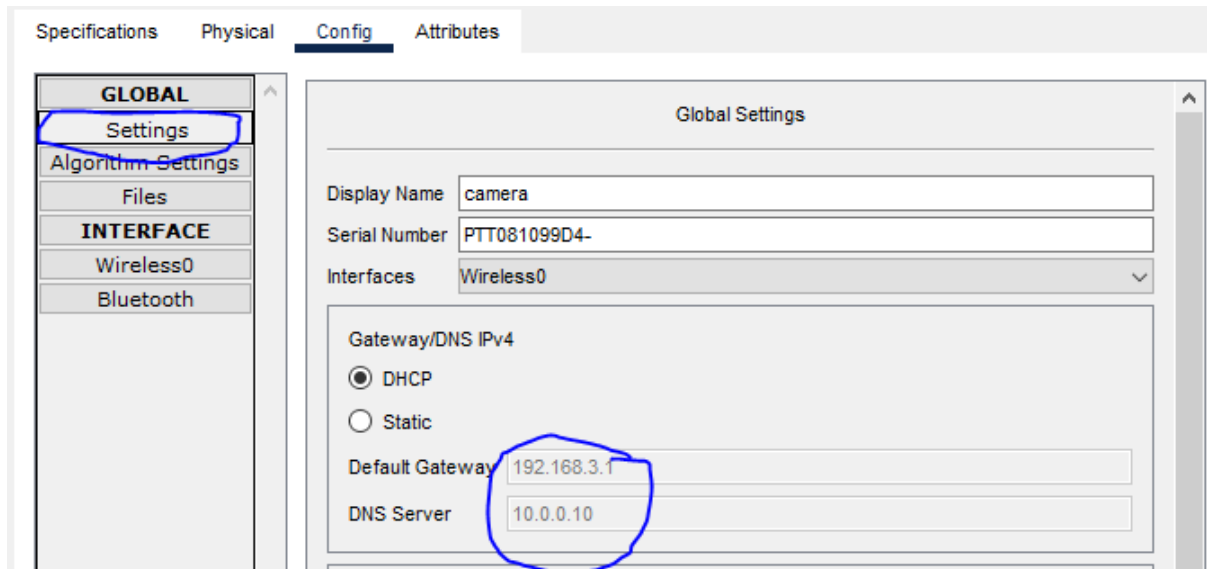 Specifications Physical Config Attributes
GLOBAL
Settings
Algorithm Settings
Files
INTERFACE
Wireless0
Bluetooth
Global Settings
Display Name camera
Serial Number PTT081099D4-
Interfaces Wireless0
Gateway/DNS IPv4
DHCP
Static
Default Gateway 192.168.3.1
DNS Server 10.0.0.10